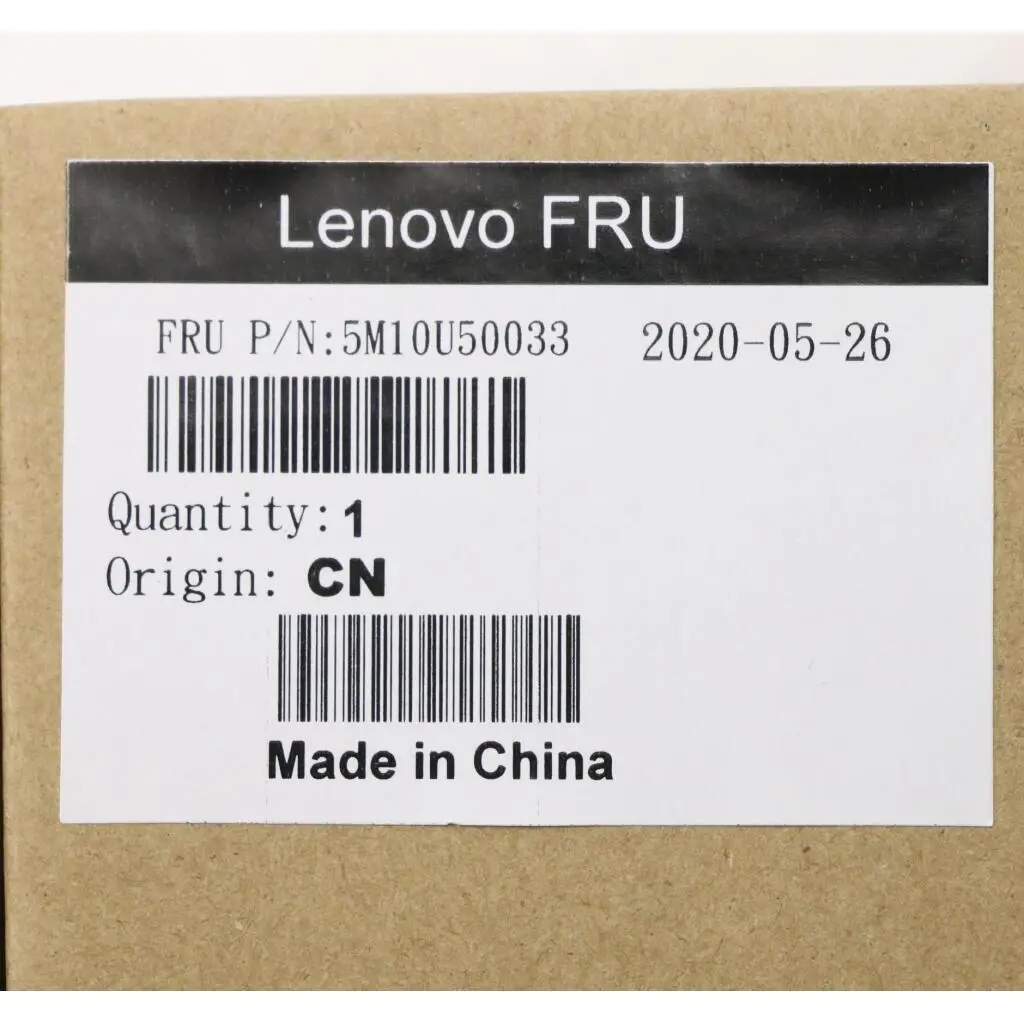 Lenovo FRU
FRU P/N:5M10U50033 2020-05-26
Quantity:1
Origin: CN
Made in China